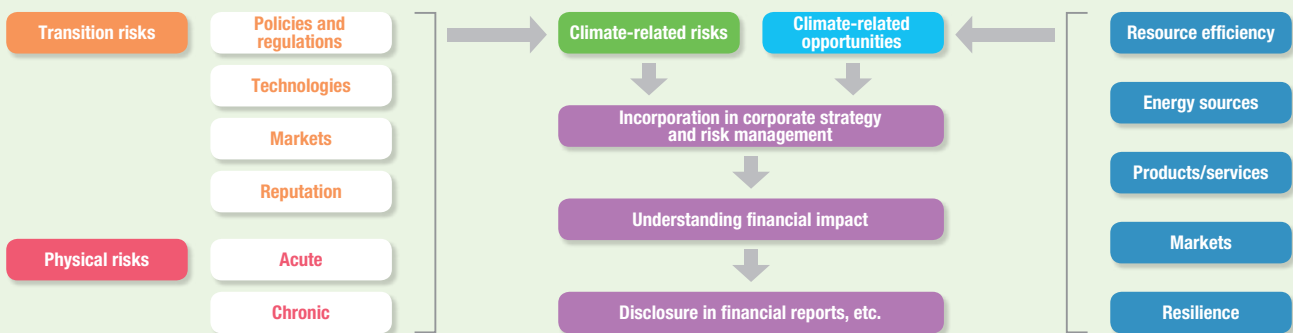 Transition risks
Policies and
regulations
Technologies
Markets
Reputation
Physical risks
Acute
Chronic
Climate-related risks
Climate-related
opportunities
Incorporation in corporate strategy
and risk management
Understanding financial impact
Disclosure in financial reports, etc.
Resource efficiency
Energy sources
Products/services
Markets
Resilience